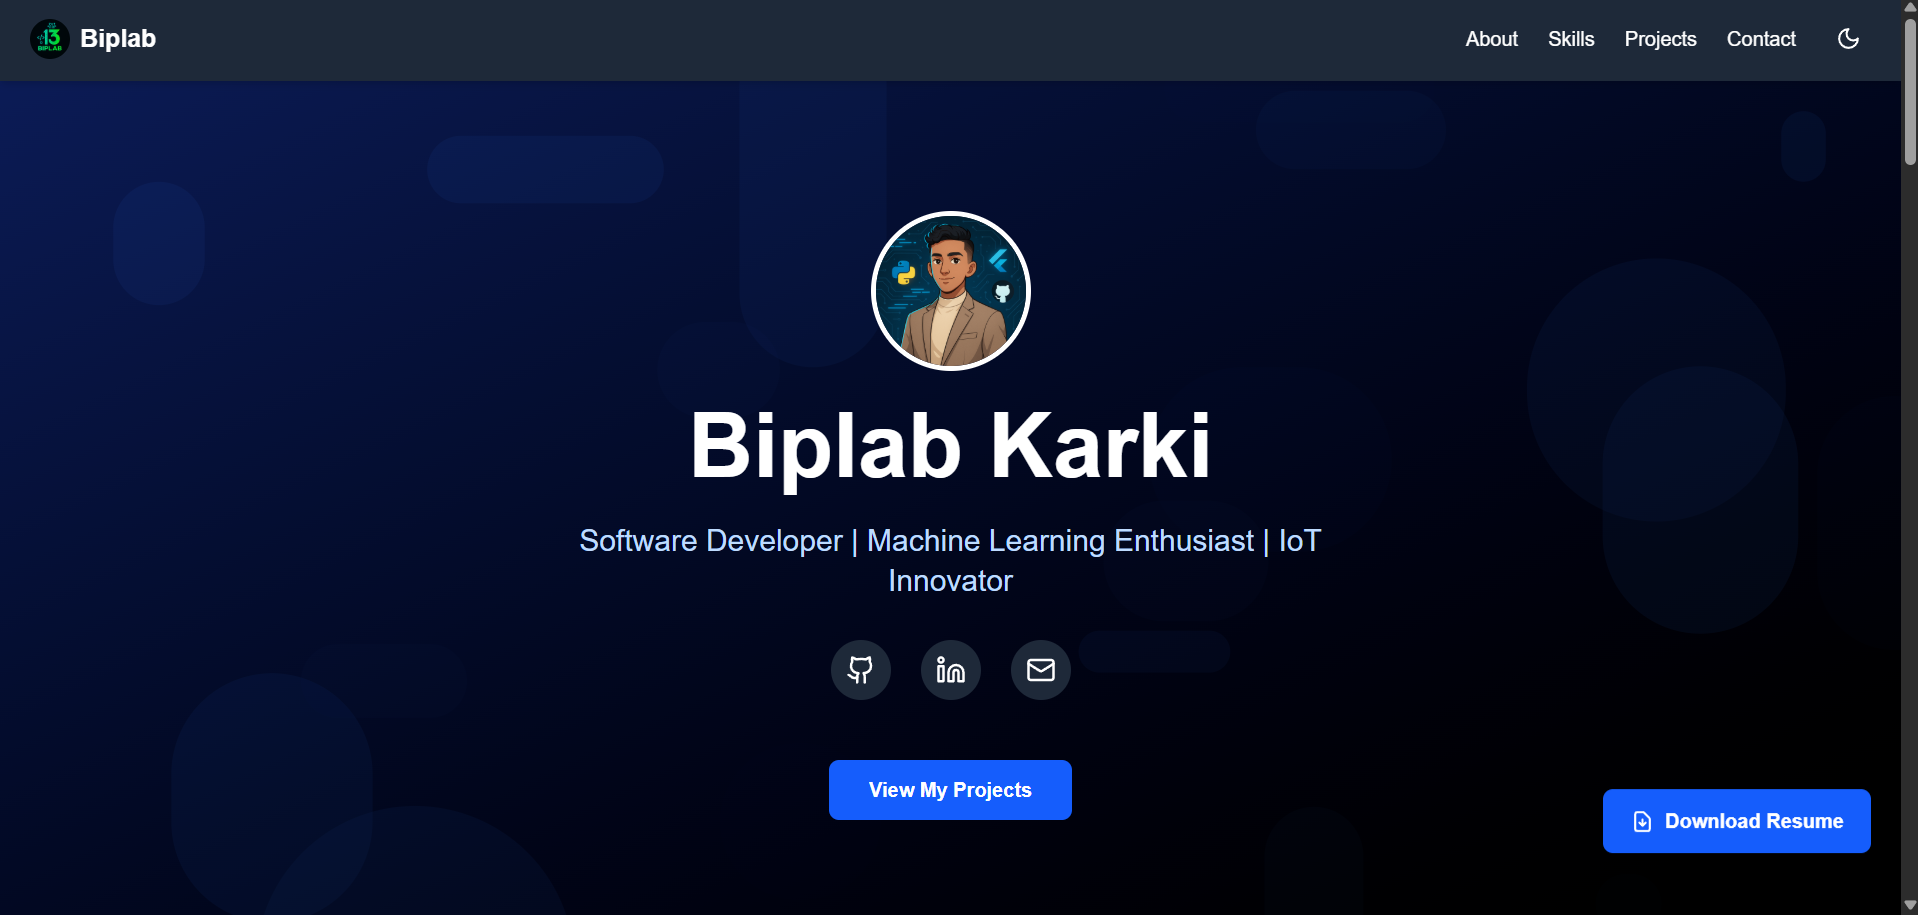 13
BIPLAB
Biplab
About
Skills
Projects
Contact
Biplab Karki
Software Developer | Machine Learning Enthusiast | IoT
Innovator
in
View My Projects
Download Resume